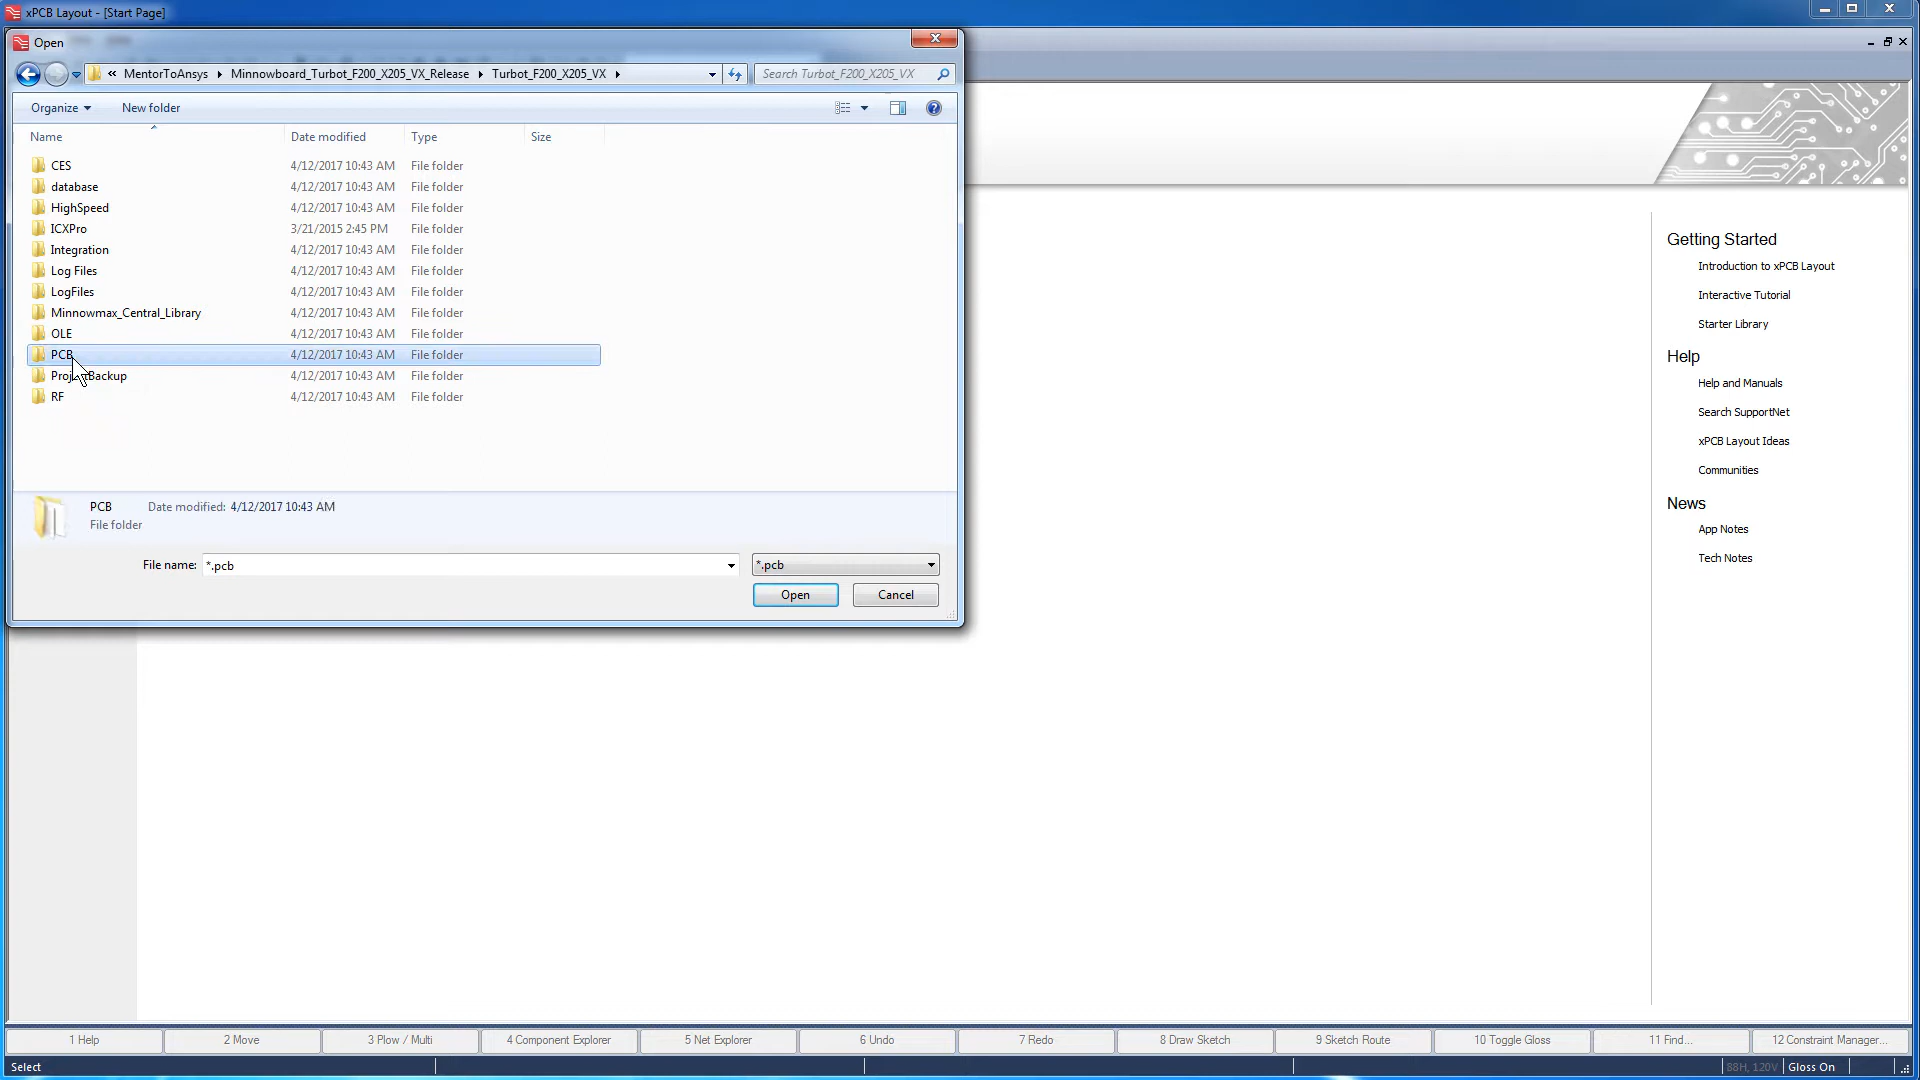 xPCB Layout - [Start Page]
Open
« MentorToAnsys Minnowboard_Turbot_F200_X205_VX_Release Turbot_F200_X205_VX
Search Turbot_F200_X205_VX
Organize New folder
Name Date modified Type Size
CES 4/12/2017 10:43 AM File folder
database 4/12/2017 10:43 AM File folder
HighSpeed 4/12/2017 10:43 AM File folder
ICXPro 3/21/2015 2:45 PM File folder
Integration 4/12/2017 10:43 AM File folder
Log Files 4/12/2017 10:43 AM File folder
LogFiles 4/12/2017 10:43 AM File folder
Minnowmax_Central_Library 4/12/2017 10:43 AM File folder
OLE 4/12/2017 10:43 AM File folder
PCB 4/12/2017 10:43 AM File folder
ProjectBackup 4/12/2017 10:43 AM File folder
RF 4/12/2017 10:43 AM File folder
PCB Date modified: 4/12/2017 10:43 AM
File folder
File name: *.pcb *.pcb
Open Cancel
Getting Started
Introduction to xPCB Layout
Interactive Tutorial
Starter Library
Help
Help and Manuals
Search SupportNet
xPCB Layout Ideas
Communities
News
App Notes
Tech Notes
1 Help 2 Move 3 Plow / Multi 4 Component Explorer 5 Net Explorer 6 Undo 7 Redo 8 Draw Sketch 9 Sketch Route 10 Toggle Gloss 11 Find... 12 Constraint Manager...
Select 88H, 120V Gloss On